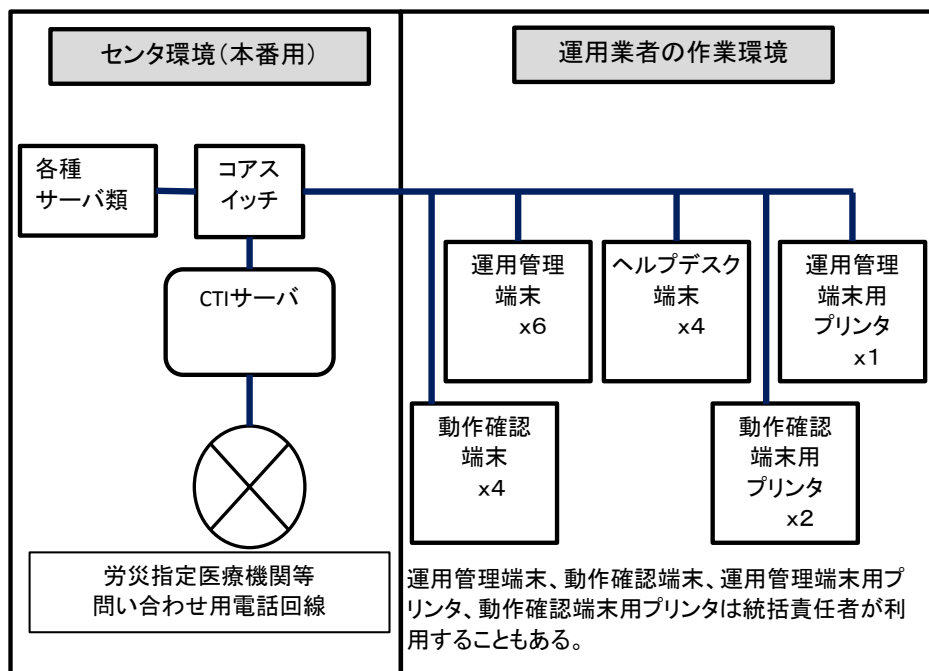 センタ環境（本番用）
運用業者の作業環境
各種
サーバ類
コアス
イッチ
CTIサーバ
労災指定医療機関等
問い合わせ用電話回線
運用管理
端末
x6
ヘルプデスク
端末
x4
運用管理
端末用
プリンタ
x1
動作確認
端末
x4
動作確認
端末用
プリンタ
x2
運用管理端末、動作確認端末、運用管理端末用プ
リンタ、動作確認端末用プリンタは統括責任者が利
用することもある。